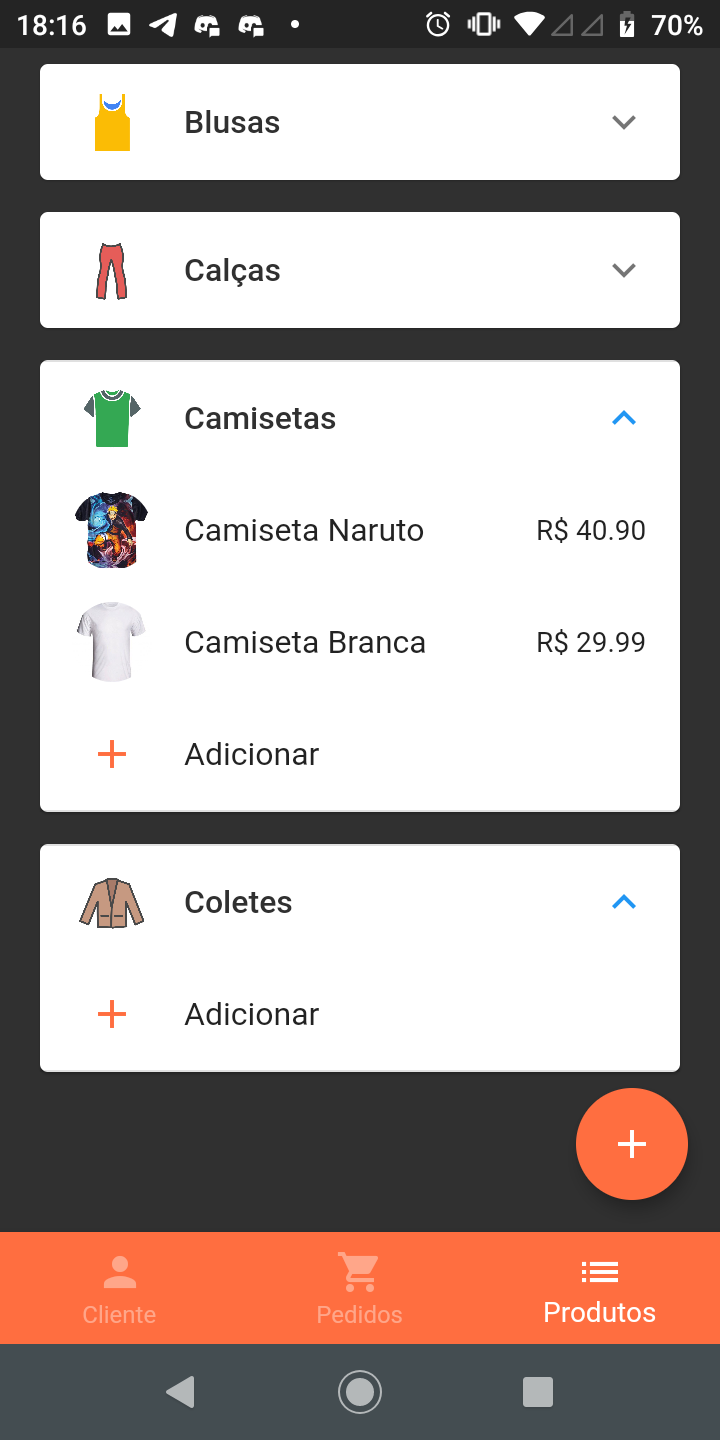 18:16 70%
Blusas
Calças
Camisetas
Camiseta Naruto R$ 40.90
Camiseta Branca R$ 29.99
Adicionar
Coletes
Adicionar
Cliente Pedidos Produtos